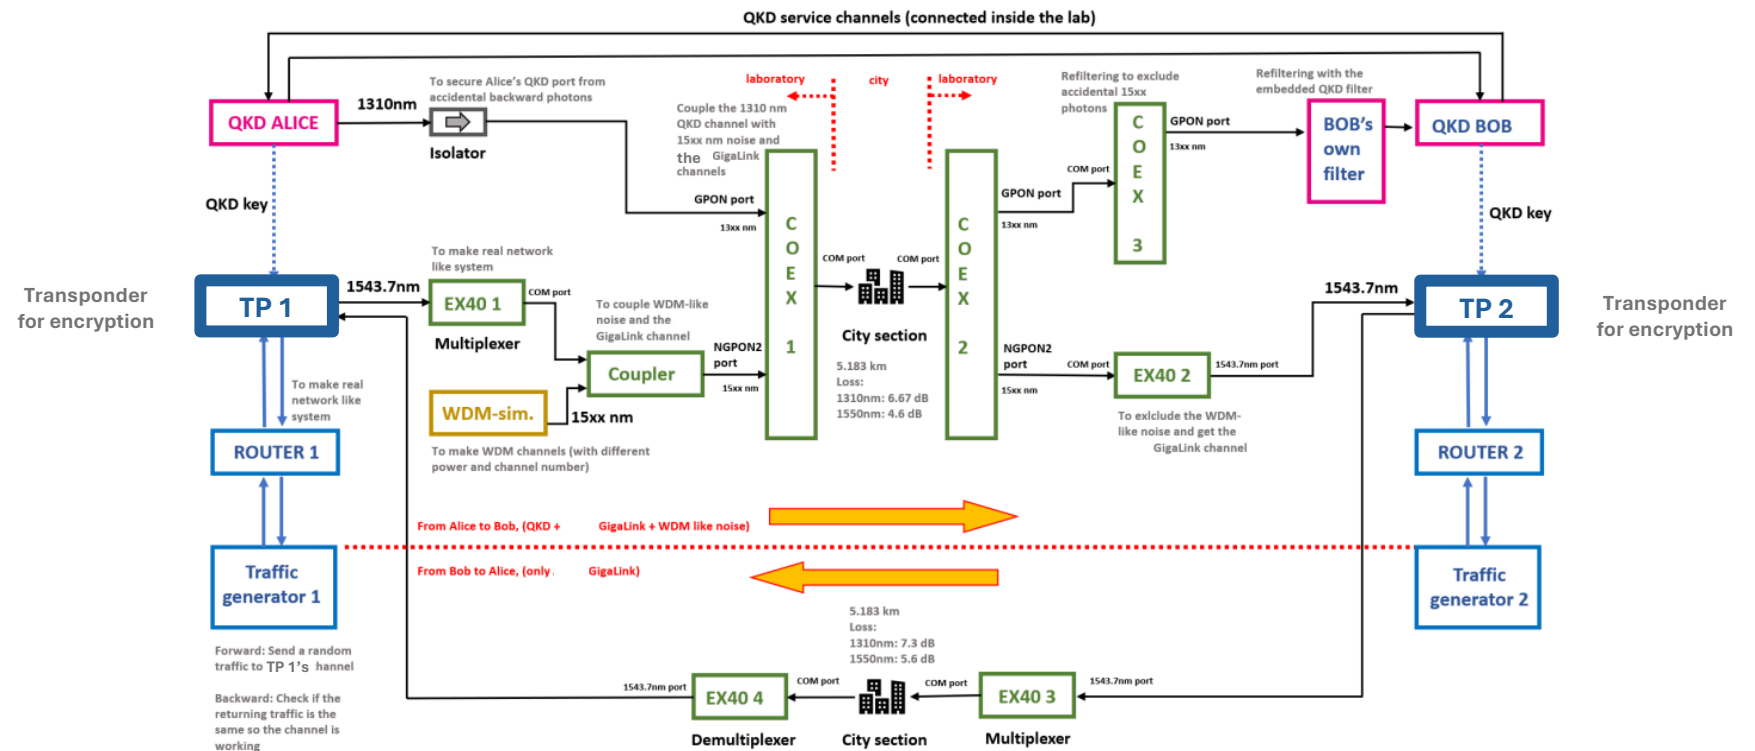 QKD service channels (connected inside the lab)
To secure Alice's QKD port from
accidental backward photons
laboratory
city
laboratory
Refiltering to exclude
accidental 15xx
photons
Refiltering with the
embedded QKD filter
QKD ALICE
1310nm
Isolator
Couple the 1310 nm
QKD channel with
15xx nm noise and
the GigaLink
channels
C
O
E
X
3
GPON port
13xx nm
COM port
BOB's
own
filter
QKD BOB
QKD key
GPON port
13xx nm
C
O
E
X
1
C
O
E
X
2
GPON port
13xx nm
QKD key
To make real network
like system
COM port
COM port
Transponder
for encryption
TP 1
1543.7nm
EX40 1
COM port
Multiplexer
To couple WDM-like
noise and the
GigaLink channel
City section
1543.7nm
TP 2
Transponder
for encryption
Coupler
NGPON2
port
15xx nm
5.183 km
Loss:
1310nm: 6.67 dB
1550nm: 4.6 dB
NGPON2
port
15xx nm
COM port
EX40 2
1543.7nm port
To make real
network like
system
WDM-sim.
15xx nm
To make WDM channels (with different
power and channel number)
To exlclude the WDM-
like noise and get the
GigaLink channel
ROUTER 1
ROUTER 2
From Alice to Bob, (QKD + GigaLink + WDM like noise)
From Bob to Alice, (only GigaLink)
Traffic
generator 1
Traffic
generator 2
5.183 km
Loss:
1310nm: 7.3 dB
1550nm: 5.6 dB
Forward: Send a random
traffic to TP 1's hannel
Backward: Check if the
returning traffic is the
same so the channel is
working
1543.7nm port
EX40 4
COM port
COM port
EX40 3
1543.7nm port
Demultiplexer
City section
Multiplexer